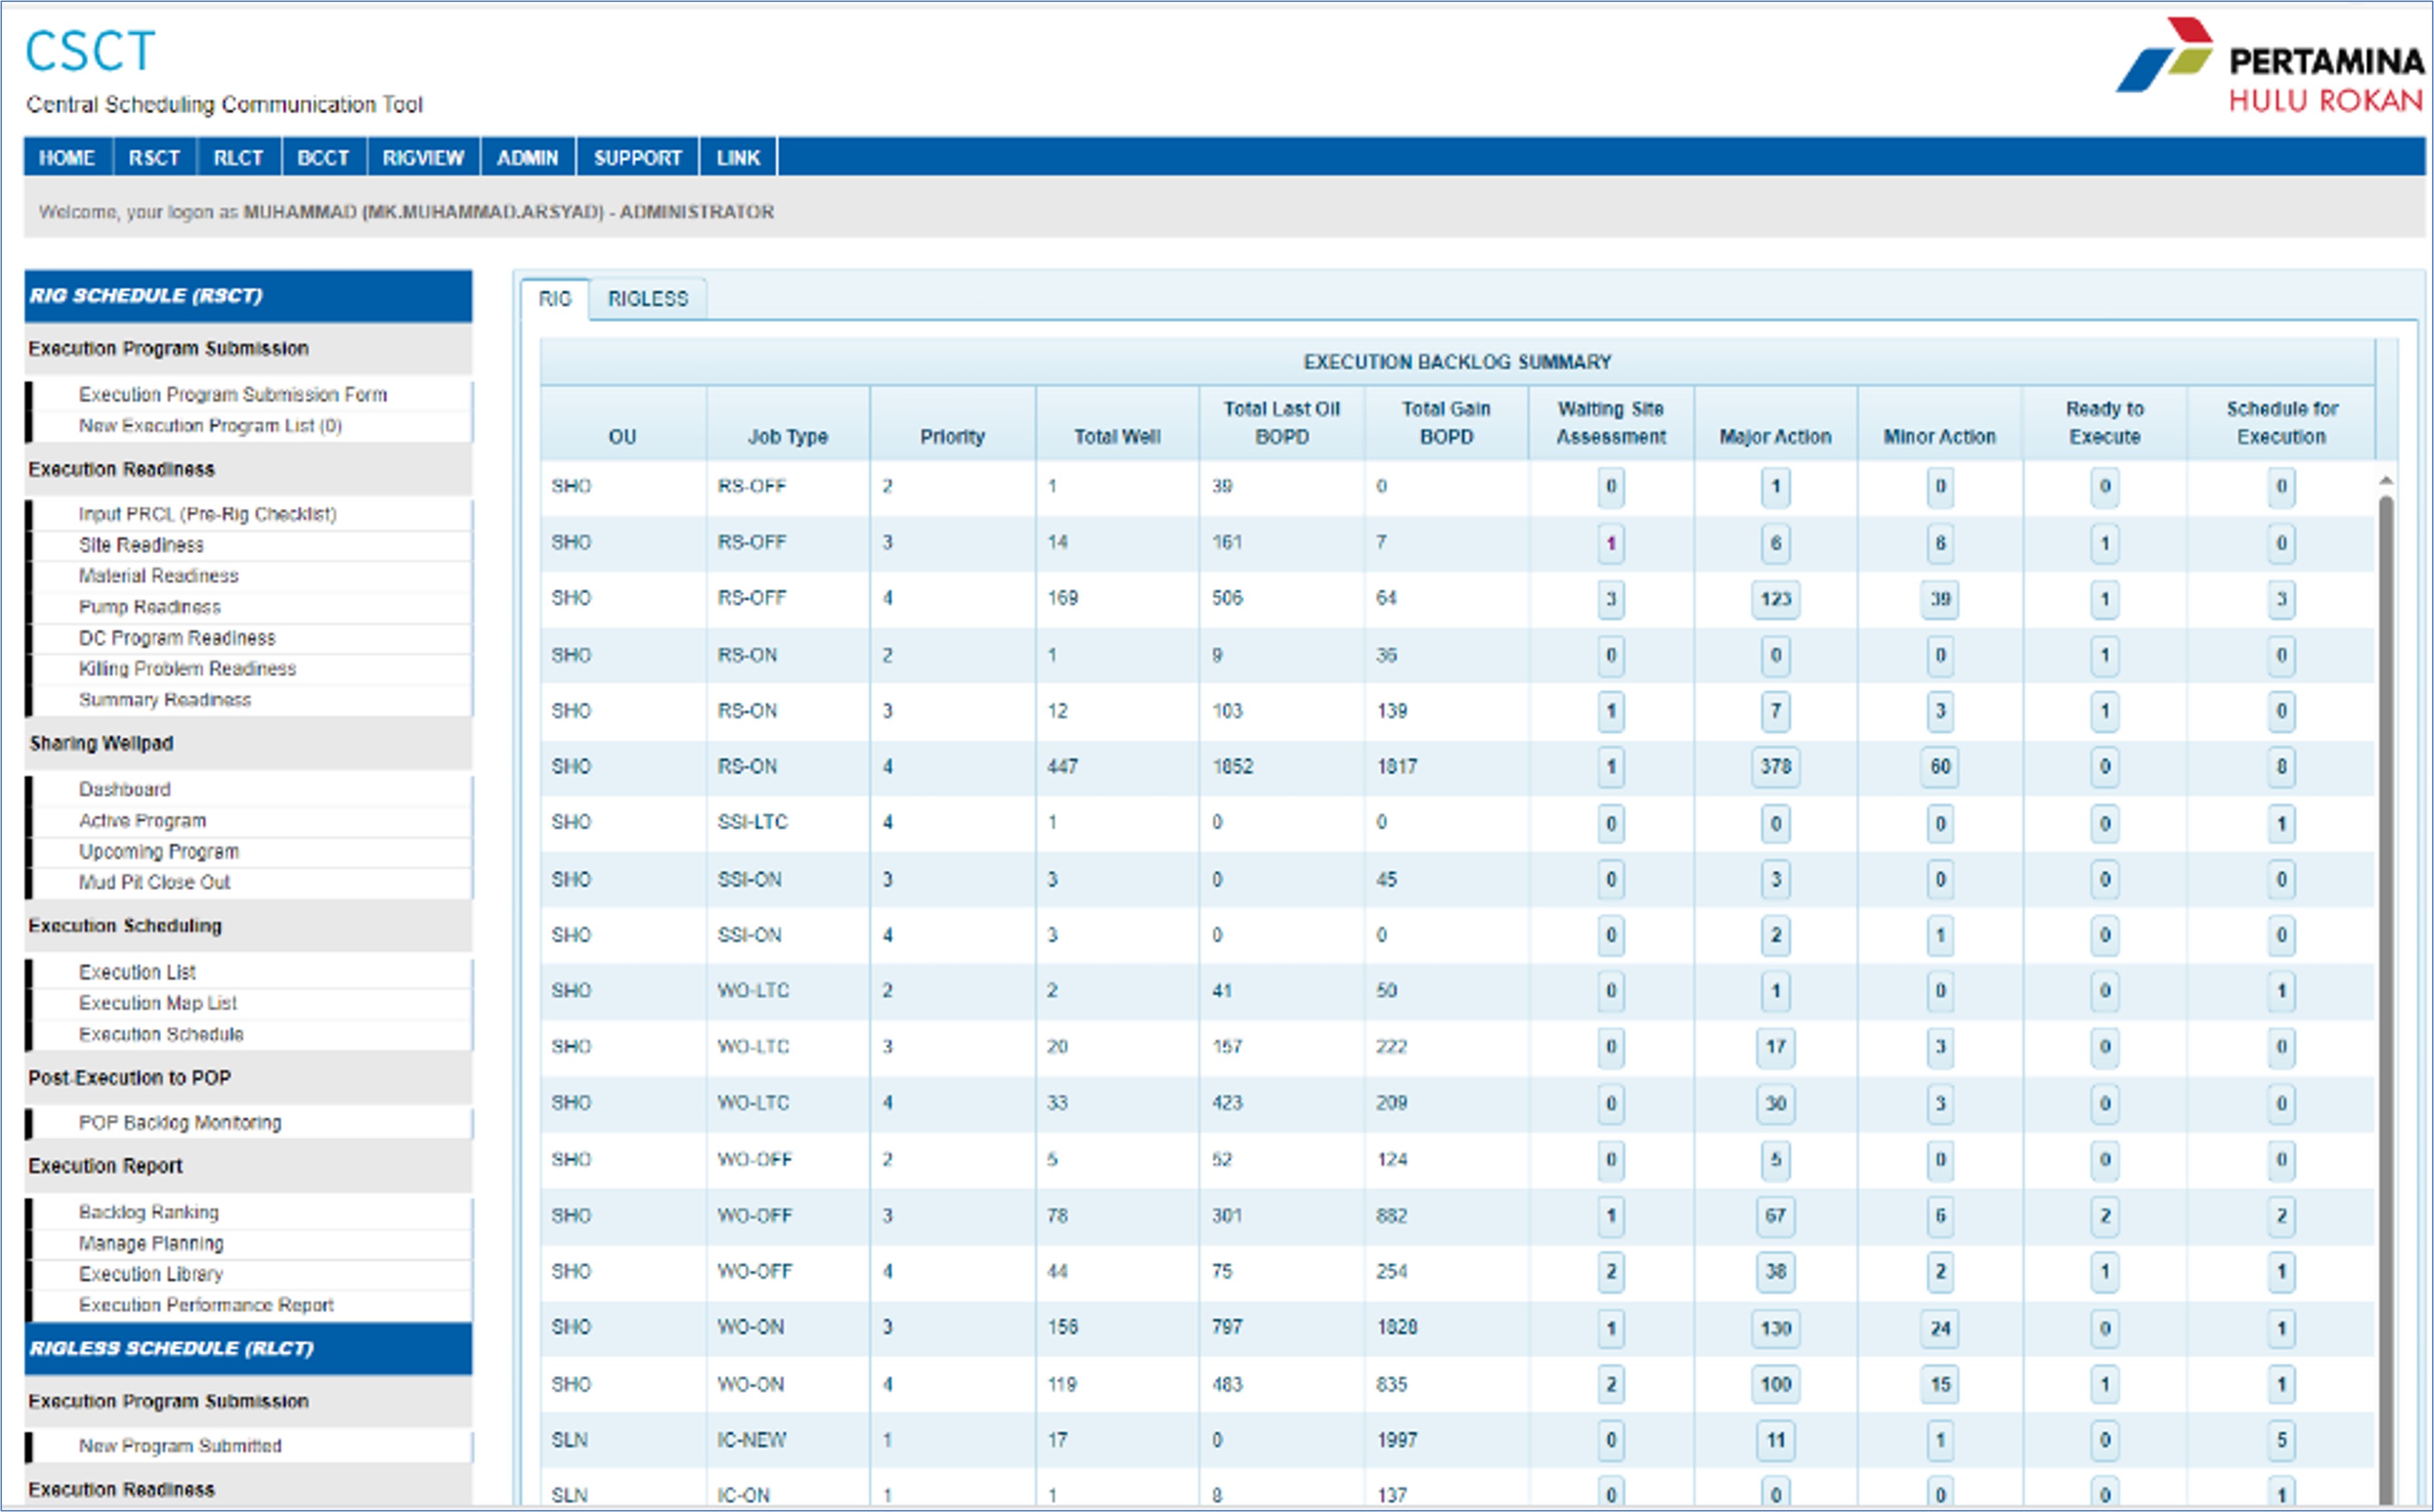 CSCT
Central Scheduling Communication Tool
PERTAMINA
HULU ROKAN
HOME RSCT RLCT BCCT RIGVIEW ADMIN SUPPORT LINK
Welcome, your logon as MUHAMMAD (MK.MUHAMMAD.ARSYAD) - ADMINISTRATOR
RIG SCHEDULE (RSCT)
Execution Program Submission
Execution Program Submission Form
New Execution Program List (0)
Execution Readiness
Input PRCL (Pre-Rig Checklist)
Site Readiness
Material Readiness
Pump Readiness
DC Program Readiness
Killing Problem Readiness
Summary Readiness
Sharing Wellpad
Dashboard
Active Program
Upcoming Program
Mud Pit Close Out
Execution Scheduling
Execution List
Execution Map List
Execution Schedule
Post-Execution to POP
POP Backlog Monitoring
Execution Report
Backlog Ranking
Manage Planning
Execution Library
Execution Performance Report
RIGLESS SCHEDULE (RLCT)
Execution Program Submission
New Program Submitted
Execution Readiness
RIG RIGLESS
EXECUTION BACKLOG SUMMARY
OU Job Type Priority Total Well Total Last Oil BOPD Total Gain BOPD Waiting Site Assessment Major Action Minor Action Ready to Execute Schedule for Execution
SHO RS-OFF 2 1 39 0 0 1 0 0 0
SHO RS-OFF 3 14 161 7 1 6 6 1 0
SHO RS-OFF 4 169 506 64 3 123 39 1 3
SHO RS-ON 2 1 9 36 0 0 0 1 0
SHO RS-ON 3 12 103 139 1 7 3 1 0
SHO RS-ON 4 447 1852 1817 1 378 60 0 8
SHO SSI-LTC 4 1 0 0 0 0 0 0 1
SHO SSI-ON 3 3 0 45 0 3 0 0 0
SHO SSI-ON 4 3 0 0 0 2 1 0 0
SHO WO-LTC 2 2 41 50 0 1 0 0 1
SHO WO-LTC 3 20 157 222 0 17 3 0 0
SHO WO-LTC 4 33 423 209 0 30 3 0 0
SHO WO-OFF 2 5 52 124 0 5 0 0 0
SHO WO-OFF 3 78 301 882 1 67 6 2 2
SHO WO-OFF 4 44 75 254 2 38 2 1 1
SHO WO-ON 3 156 797 1828 1 130 24 0 1
SHO WO-ON 4 119 483 835 2 100 15 1 1
SLN IC-NEW 1 17 0 1997 0 11 1 0 5
SLN IC-ON 1 1 8 137 0 0 0 0 1